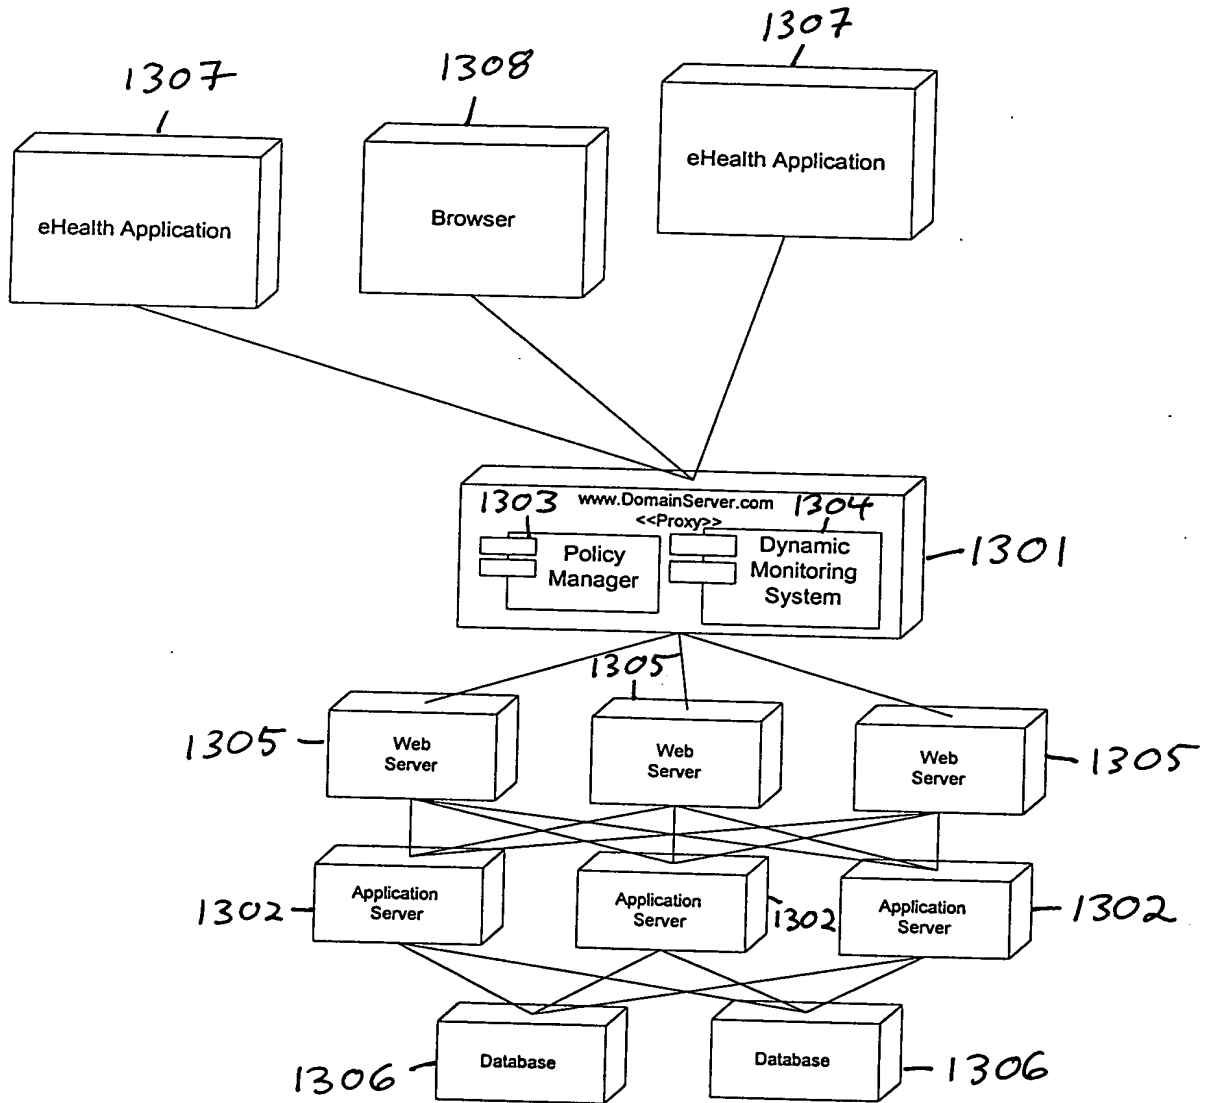 1307
1308
1307
eHealth Application
Browser
eHealth Application
www.DomainServer.com
<<Proxy>>
1303
1304
Policy
Manager
Dynamic
Monitoring
System
1301
1305
1305
Web
Server
Web
Server
Web
Server
1305
1302
Application
Server
Application
Server
1302
Application
Server
1302
1306
Database
Database
1306